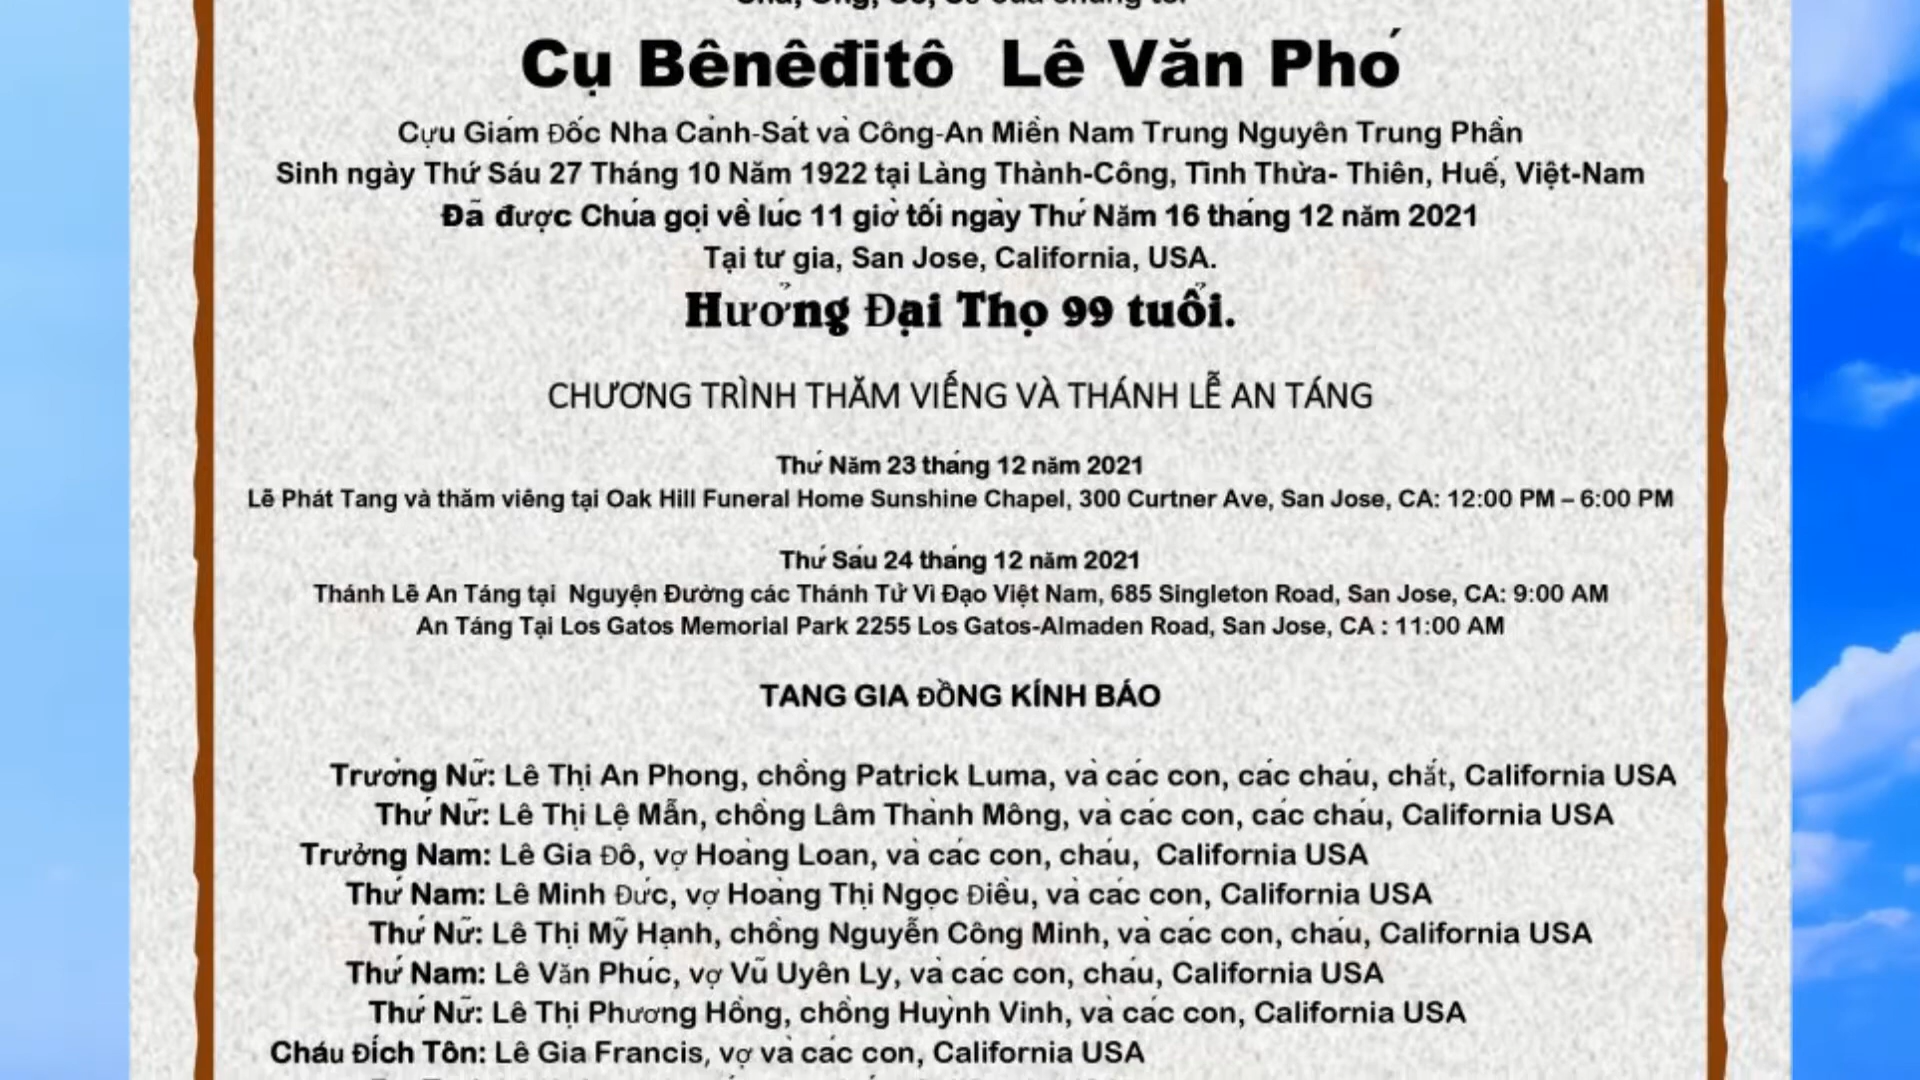 Cụ Bênêđitô Lê Văn Phó
Cựu Giám Đốc Nha Cảnh-Sát và Công-An Miền Nam Trung Nguyên Trung Phần
Sinh ngày Thứ Sáu 27 Tháng 10 Năm 1922 tại Làng Thành-Công, Tỉnh Thừa- Thiên, Huế, Việt-Nam
Đã được Chúa gọi về lúc 11 giờ tối ngày Thứ Năm 16 tháng 12 năm 2021
Tại tư gia, San Jose, California, USA.
Hưởng Đại Thọ 99 tuổi.
CHƯƠNG TRÌNH THĂM VIẾNG VÀ THÁNH LỄ AN TÁNG
Thứ Năm 23 tháng 12 năm 2021
Lễ Phát Tang và thăm viêng tại Oak Hill Funeral Home Sunshine Chapel, 300 Curtner Ave, San Jose, CA: 12:00 PM – 6:00 PM
Thứ Sáu 24 tháng 12 năm 2021
Thánh Lễ An Táng tại Nguyện Đường các Thánh Tử Vì Đạo Việt Nam, 685 Singleton Road, San Jose, CA: 9:00 AM
An Táng Tại Los Gatos Memorial Park 2255 Los Gatos-Almaden Road, San Jose, CA : 11:00 AM
TANG GIA ĐỒNG KÍNH BÁO
Trưởng Nữ: Lê Thị An Phong, chồng Patrick Luma, và các con, các cháu, chắt, California USA
Thứ Nữ: Lê Thị Lệ Mẫn, chồng Lâm Thành Mông, và các con, các cháu, California USA
Trưởng Nam: Lê Gia Đô, vợ Hoàng Loan, và các con, cháu, California USA
Thứ Nam: Lê Minh Đức, vợ Hoàng Thị Ngọc Điều, và các con, California USA
Thứ Nữ: Lê Thị Mỹ Hạnh, chồng Nguyễn Công Minh, và các con, cháu, California USA
Thứ Nam: Lê Văn Phúc, vợ Vũ Uyên Ly, và các con, cháu, California USA
Thứ Nữ: Lê Thị Phương Hồng, chồng Huỳnh Vinh, và các con, California USA
Cháu Đích Tôn: Lê Gia Francis, vợ và các con, California USA